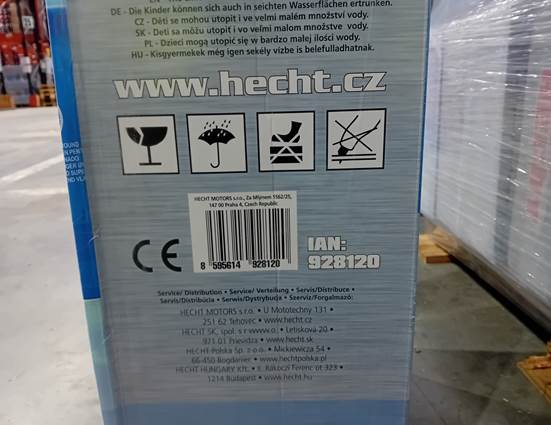 DE - Die Kinder können sich auch in seichten Wasserflächen ertrunken.
CZ - Děti se mohou utopit i ve velmi malém množství vody.
SK - Deti sa môžu utopiť i vo veľmi malom množstve vody.
PL - Dzieci mogą utopić się w bardzo małej ilości wody.
HU - Kisgyermekek még igen sekély vízbe is belefulladhatnak.
www.hecht.cz
HECHT MOTORS s.r.o., Za Mlýnem 1562/25,
147 00 Praha 4, Czech Republic
8 595614 928120
CE
IAN:
928120
Service/ Distribution • Service/ Verteilung • Servis/Distribuce •
Servis/Distribúcia • Serwis/Dystrybucja • Szerviz/Forgalmazó:
HECHT MOTORS s.r.o. • U Mototechny 131 •
251 62 Tehovec • www.hecht.cz
HECHT SK, spol. s r.o. • Letisková 20 •
971 01 Prievidza • www.hecht.sk
HECHT Polska Sp. z o.o. • Mickiewicza 54 •
66-450 Bogdaniec • www.hechtpolska.pl
HECHT HUNGARY Kft. • II. Rákóczi Ferenc út 323 •
1214 Budapest • www.hecht.hu